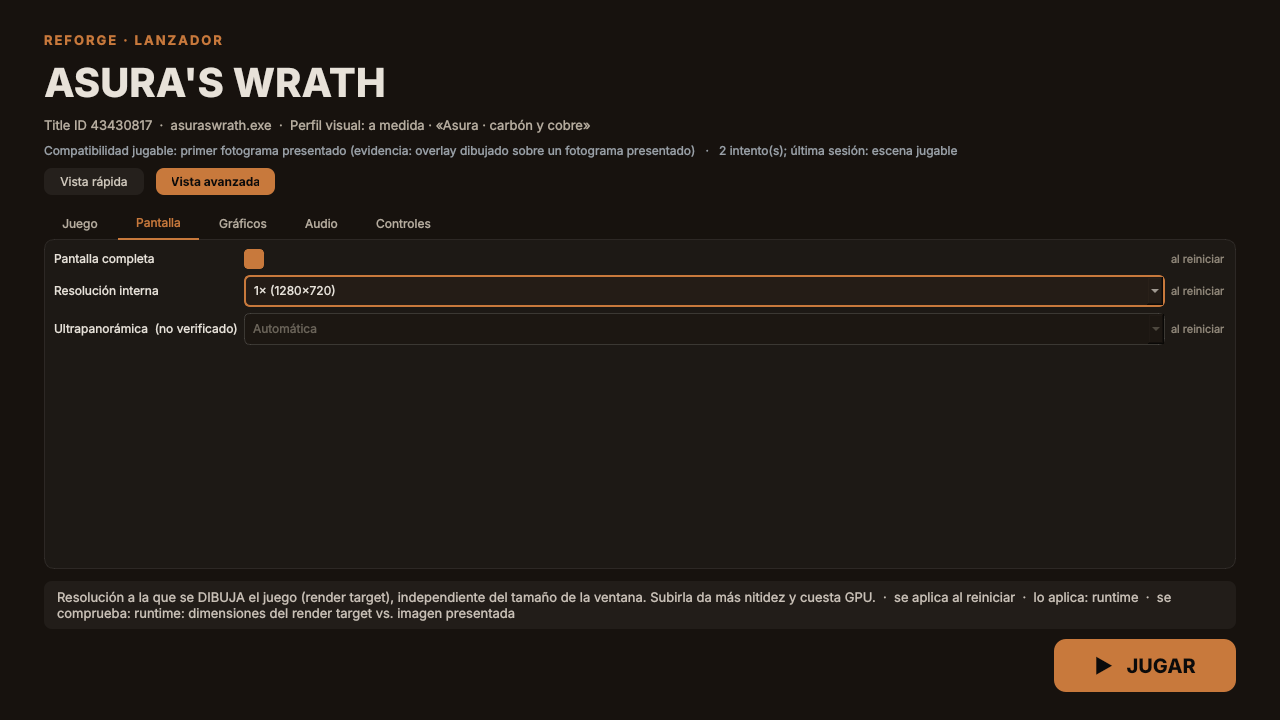 REFORGE · LANZADOR
ASURA'S WRATH
Title ID 43430817 · asuraswrath.exe · Perfil visual: a medida · «Asura · carbón y cobre»
Compatibilidad jugable: primer fotograma presentado (evidencia: overlay dibujado sobre un fotograma presentado) · 2 intento(s); última sesión: escena jugable
Vista rápida Vista avanzada
Juego Pantalla Gráficos Audio Controles
Pantalla completa al reiniciar
Resolución interna 1× (1280×720) al reiniciar
Ultrapanorámica (no verificado) Automática al reiniciar
Resolución a la que se DIBUJA el juego (render target), independiente del tamaño de la ventana. Subirla da más nitidez y cuesta GPU. · se aplica al reiniciar · lo aplica: runtime · se
comprueba: runtime: dimensiones del render target vs. imagen presentada
JUGAR